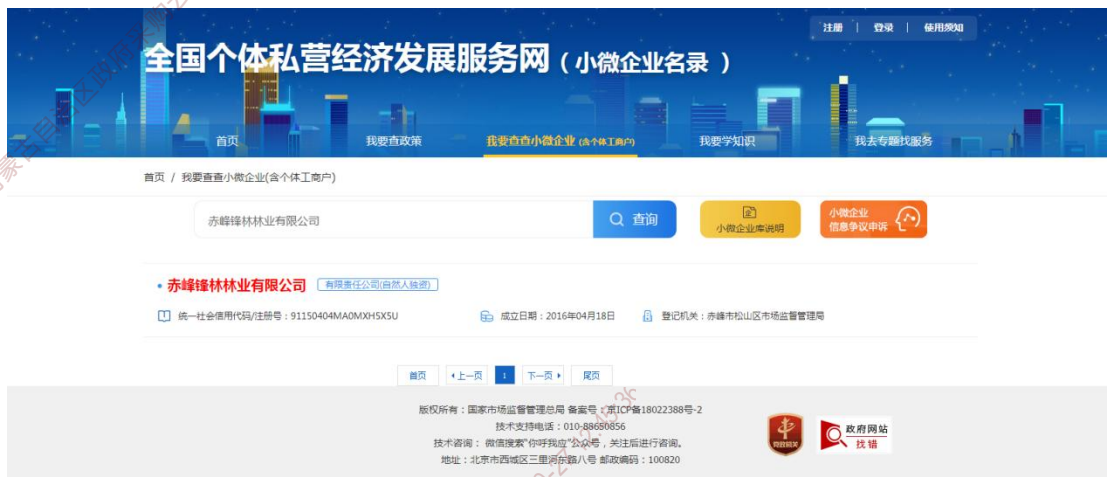 注册 | 登录 | 使用须知
全国个体私营经济发展服务网（小微企业名录 ）
首页 我要查政策 我要查查小微企业 (含个体工商户) 我要学知识 我去专题找服务
首页 / 我要查查小微企业(含个体工商户)
赤峰锋林林业有限公司 查询 小微企业库说明 小微企业
信息争议申诉
赤峰锋林林业有限公司 有限责任公司(自然人独资)
统一社会信用代码/注册号：91150404MA0MXH5X5U 成立日期：2016年04月18日 登记机关：赤峰市松山区市场监督管理局
首页 上一页 1 下一页 尾页
版权所有：国家市场监督管理总局 备案号：京ICP备18022388号-2
技术支持电话：010-88650856
技术咨询： 微信搜索"你呼我应"公众号，关注后进行咨询。
地址：北京市西城区三里河东路八号 邮政编码：100820
党政机关
政府网站
找错